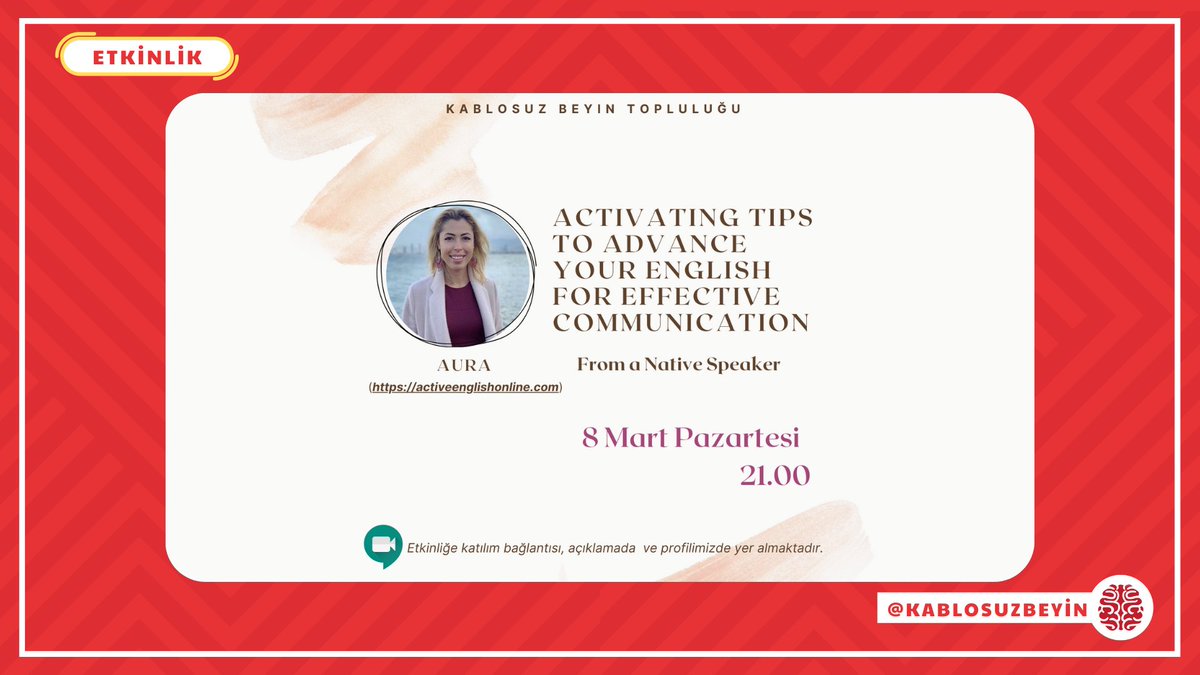 ETKİNLİK
KABLOSUZ BEYIN TOPLULUĞU
ACTIVATING TIPS
TO ADVANCE
YOUR ENGLISH
FOR EFFECTIVE
COMMUNICATION
AURA
From a Native Speaker
(https://activeenglishonline.com)
8 Mart Pazartesi
21.00
Etkinliğe katılım bağlantısı, açıklamada ve profilimizde yer almaktadır.
@KABLOSUZBEYİN